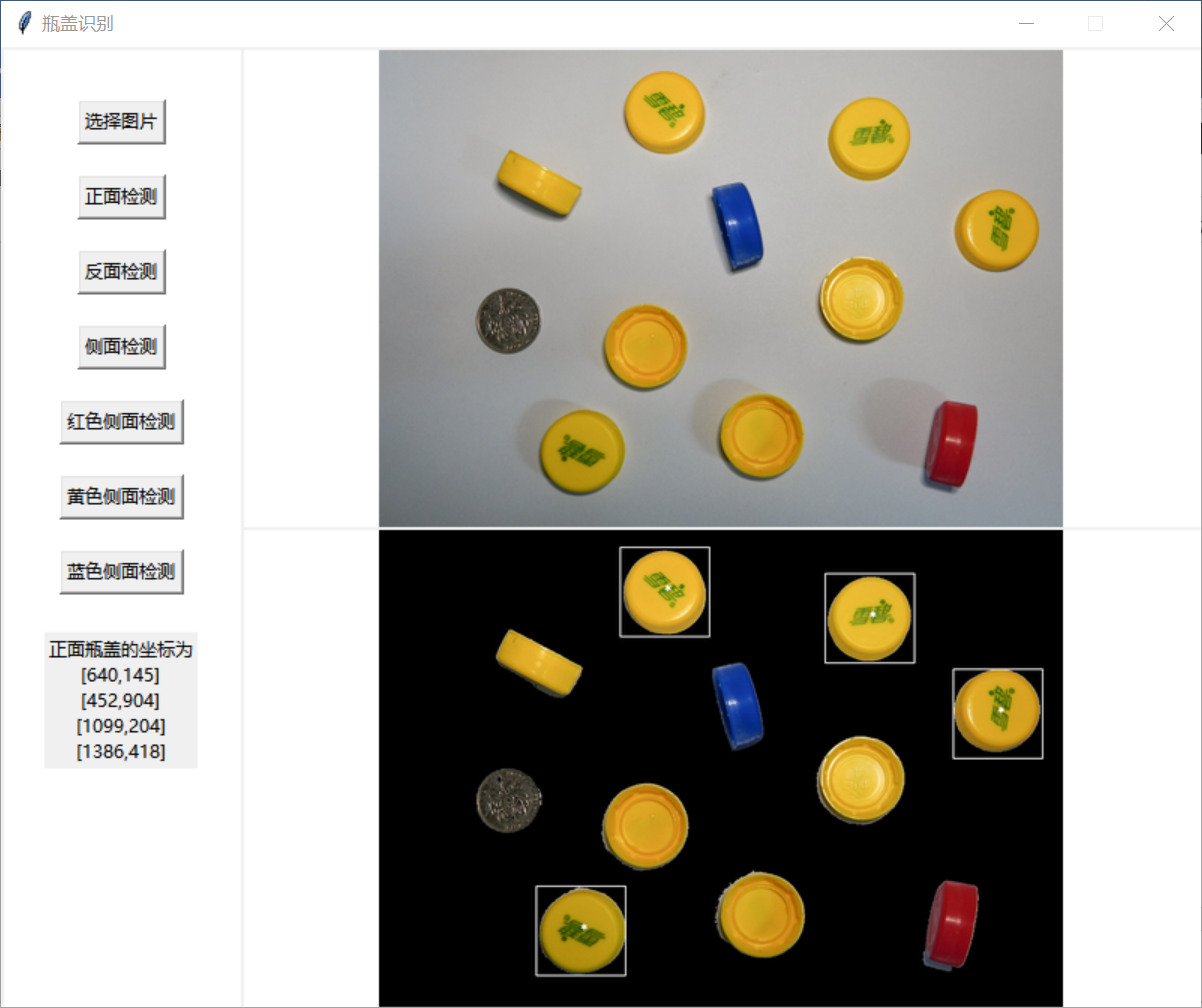 瓶盖识别
选择图片
正面检测
反面检测
侧面检测
红色侧面检测
黄色侧面检测
蓝色侧面检测
正面瓶盖的坐标为
[640,145]
[452,904]
[1099,204]
[1386,418]